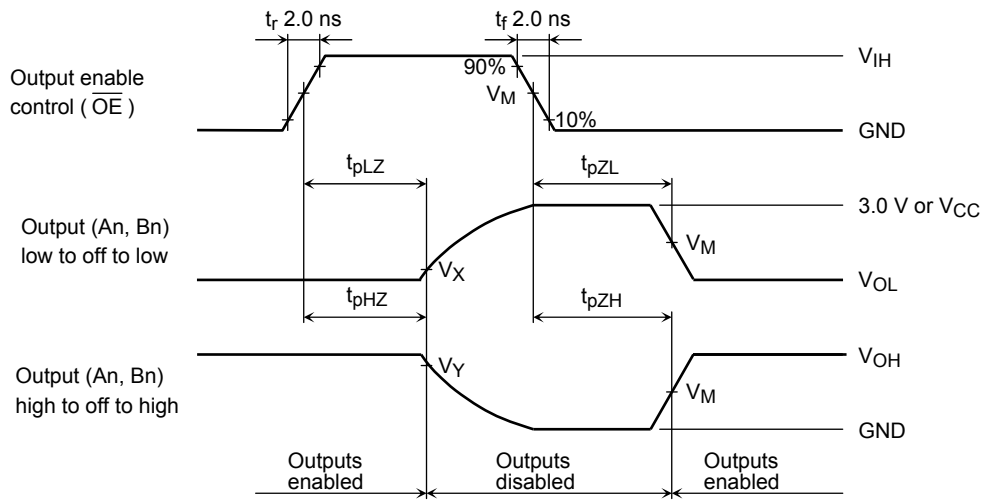 tr 2.0 ns
tf 2.0 ns
Output enable
control ( OE )
90%
VM
10%
VIH
GND
tpLZ
tpZL
Output (An, Bn)
low to off to low
VX
VM
3.0 V or VCC
VOL
tpHZ
tpZH
Output (An, Bn)
high to off to high
VY
VM
VOH
GND
Outputs
enabled
Outputs
disabled
Outputs
enabled